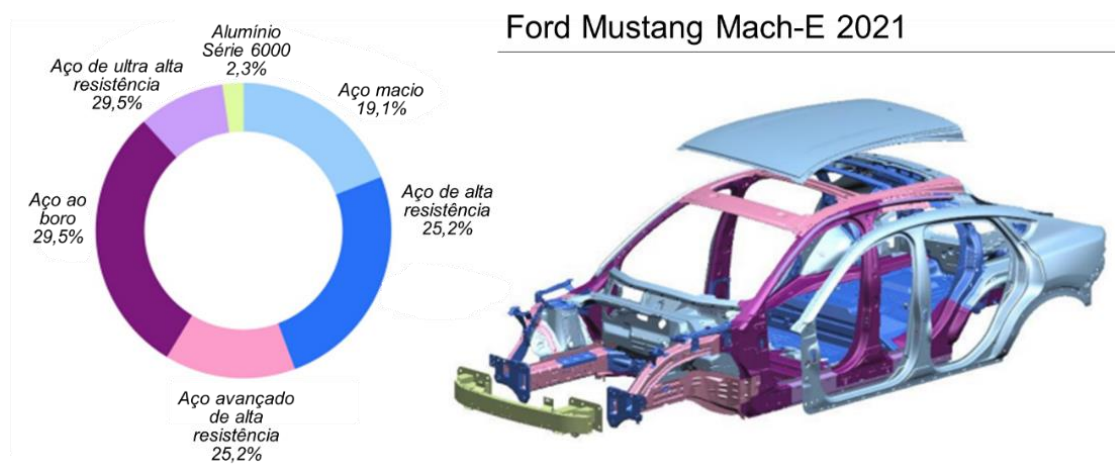 Ford Mustang Mach-E 2021
Alumínio
Série 6000
2,3%
Aço de ultra alta
resistência
29,5%
Aço macio
19,1%
Aço ao
boro
29,5%
Aço de alta
resistência
25,2%
Aço avançado
de alta
resistência
25,2%